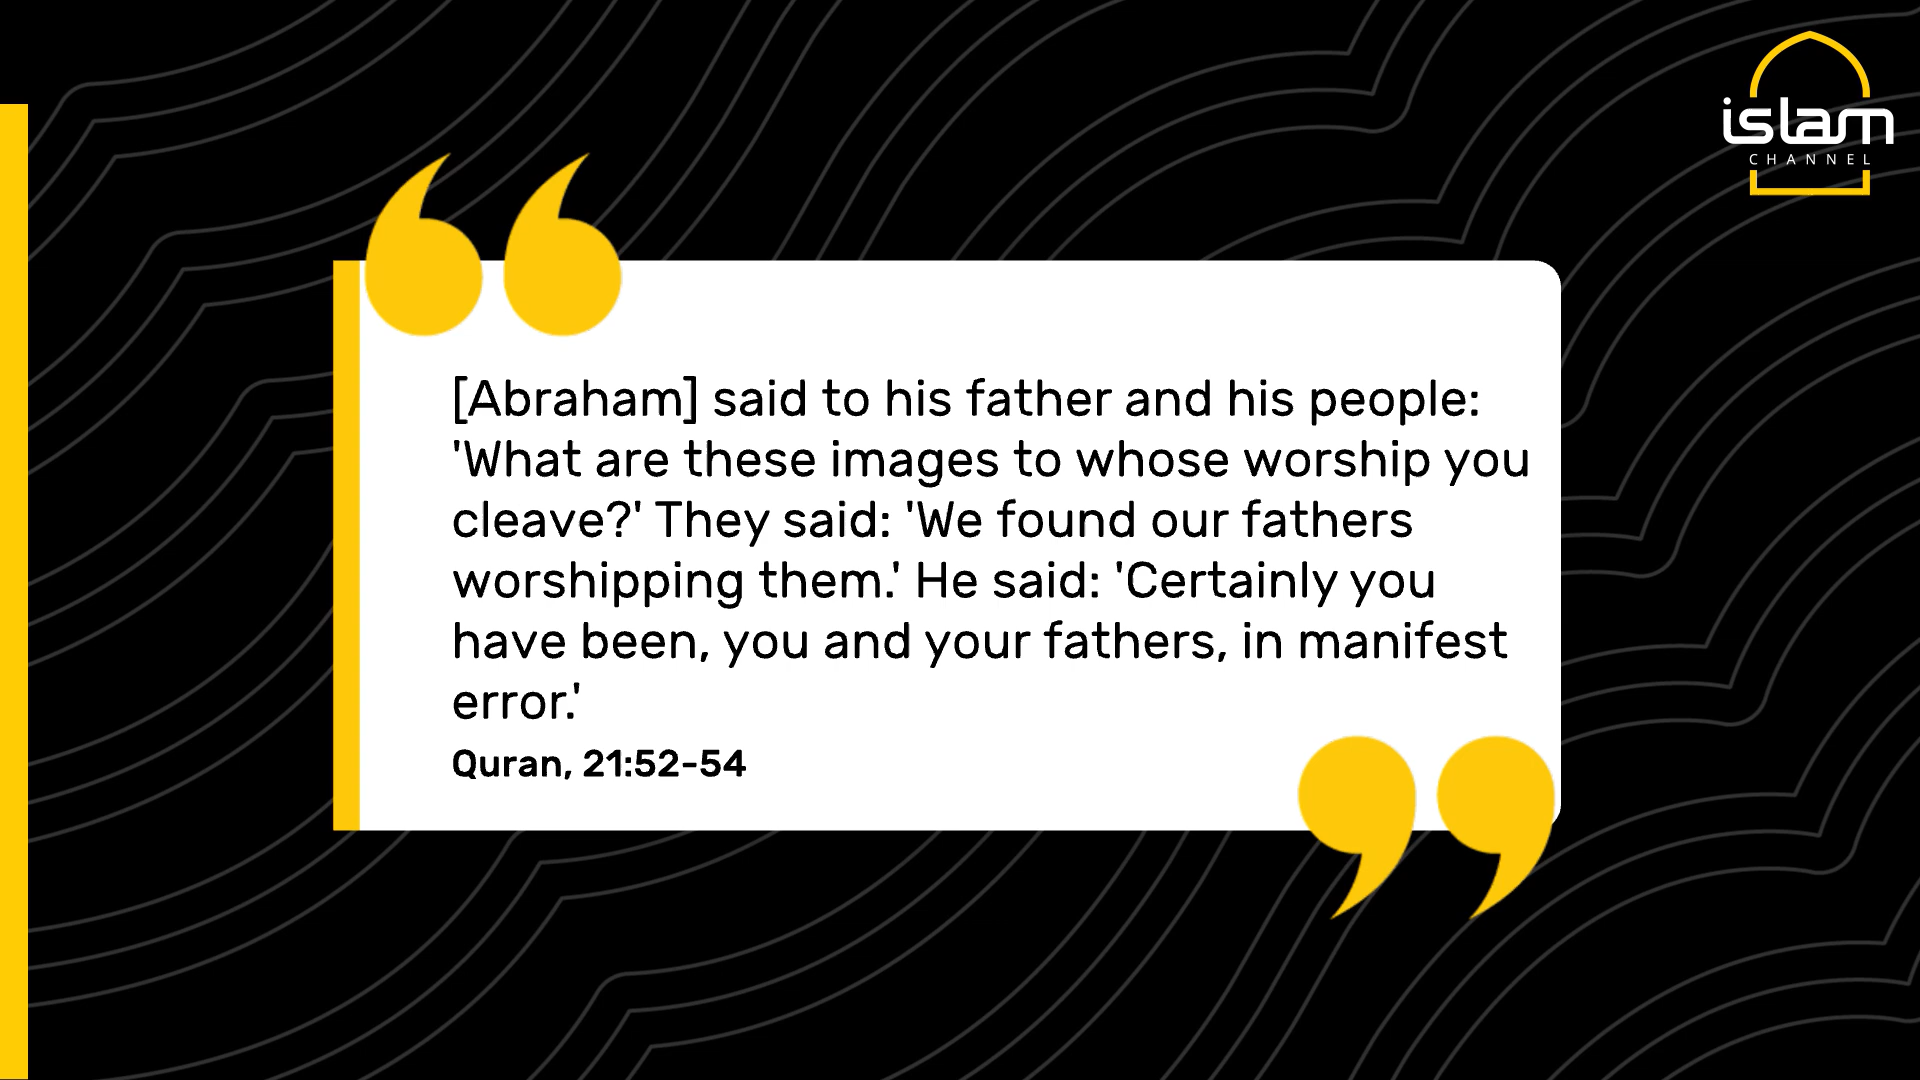 islam
CHANNEL
[Abraham] said to his father and his people:
'What are these images to whose worship you
cleave?' They said: 'We found our fathers
worshipping them.' He said: 'Certainly you
have been, you and your fathers, in manifest
error.'
Quran, 21:52-54